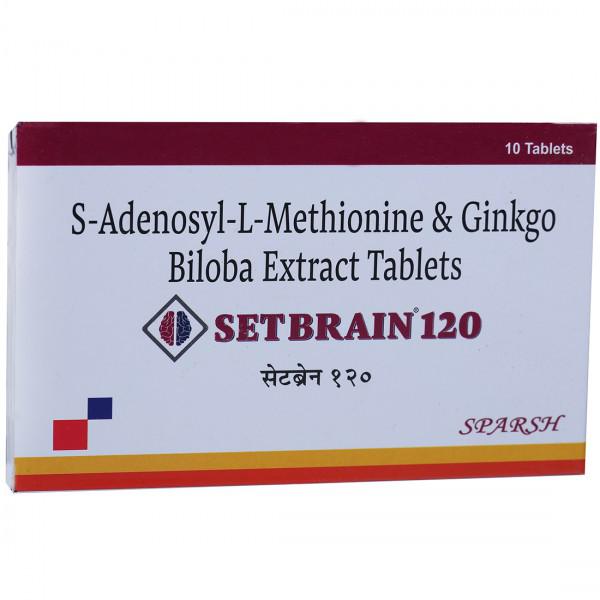 10 Tablets
S-Adenosyl-L-Methionine & Ginkgo
Biloba Extract Tablets
SETBRAIN® 120
सेटब्रेन १२०
SPARSH